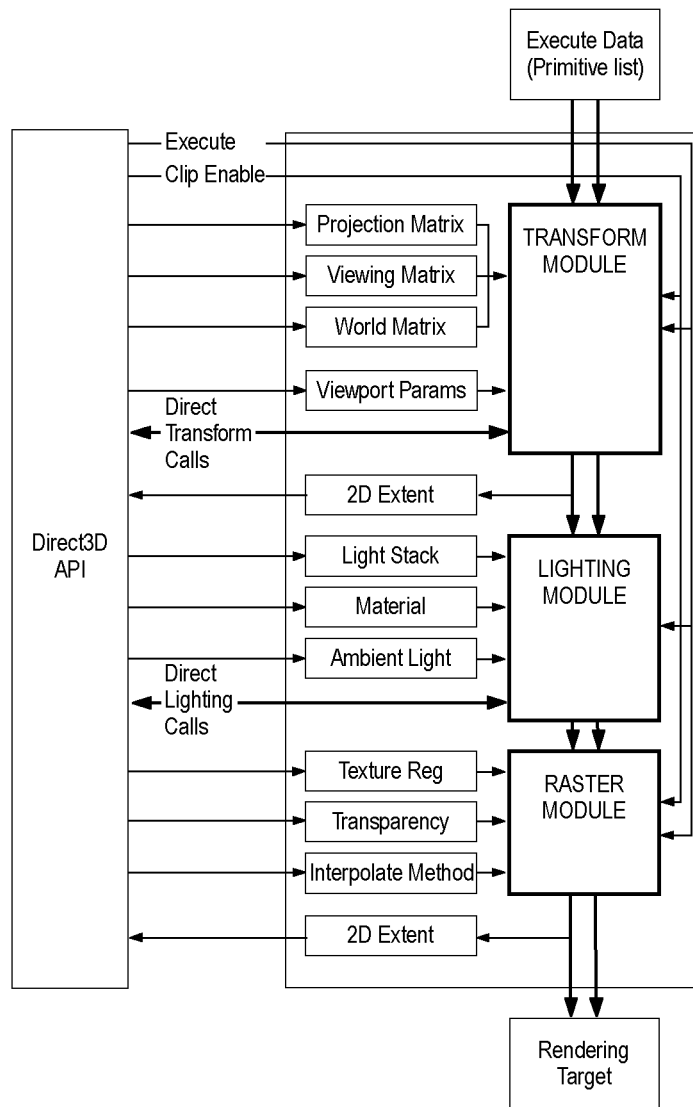 Execute Data
(Primitive list)
Execute
Clip Enable
Projection Matrix
TRANSFORM
MODULE
Viewing Matrix
World Matrix
Viewport Params
Direct
Transform
Calls
2D Extent
Direct3D
API
Light Stack
LIGHTING
MODULE
Material
Ambient Light
Direct
Lighting
Calls
Texture Reg
RASTER
MODULE
Transparency
Interpolate Method
2D Extent
Rendering
Target